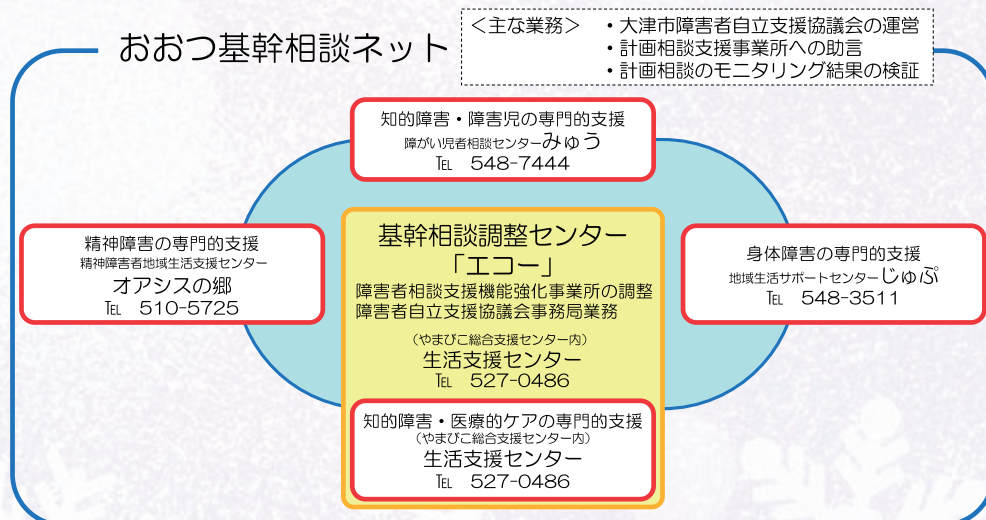 おおつ基幹相談ネット
<主な業務> ・大津市障害者自立支援協議会の運営
・計画相談支援事業所への助言
・計画相談のモニタリング結果の検証
知的障害・障害児の専門的支援
障がい児者相談センターみゅう
℡ 548-7444
精神障害の専門的支援
精神障害者地域生活支援センター
オアシスの郷
℡ 510-5725
基幹相談調整センター
「エコー」
障害者相談支援機能強化事業所の調整
障害者自立支援協議会事務局業務
(やまびこ総合支援センター内)
生活支援センター
℡ 527-0486
知的障害・医療的ケアの専門的支援
(やまびこ総合支援センター内)
生活支援センター
℡ 527-0486
身体障害の専門的支援
地域生活サポートセンターじゅぷ
℡ 548-3511